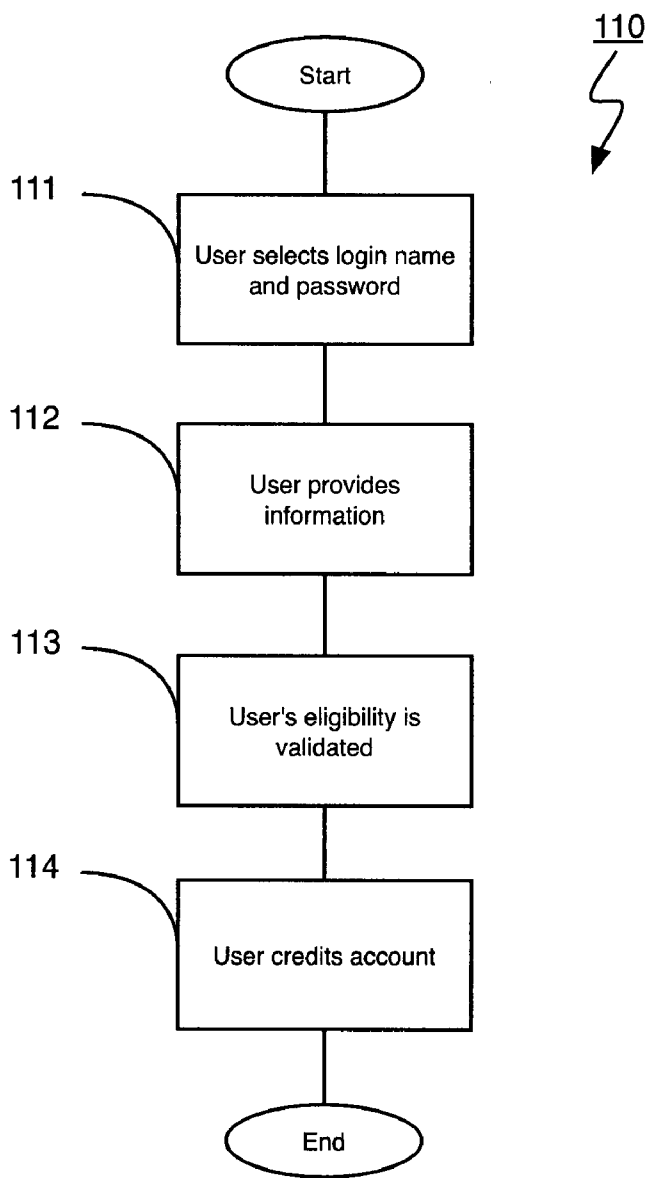 110
Start
111
User selects login name
and password
112
User provides
information
113
User's eligibility is
validated
114
User credits account
End